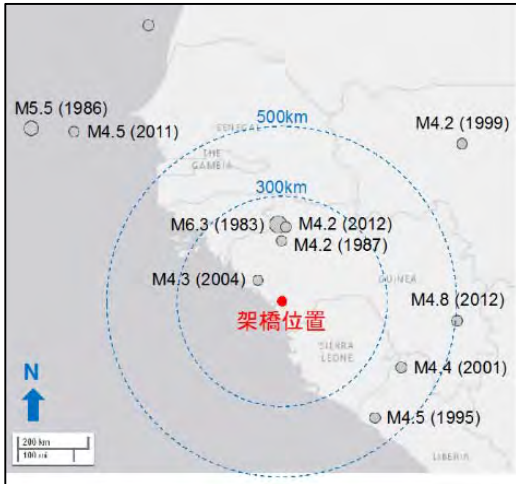 M5.5 (1986)
M4.5 (2011)
500km
SENEGAL
M4.2 (1999)
THE
GAMBIA
300km
M6.3 (1983)
M4.2 (2012)
M4.2 (1987)
M4.3 (2004)
GUINEA
架橋位置
M4.8 (2012)
SIERRA
LEONE
M4.4 (2001)
N
M4.5 (1995)
200 km
100 mi
LIBERIA